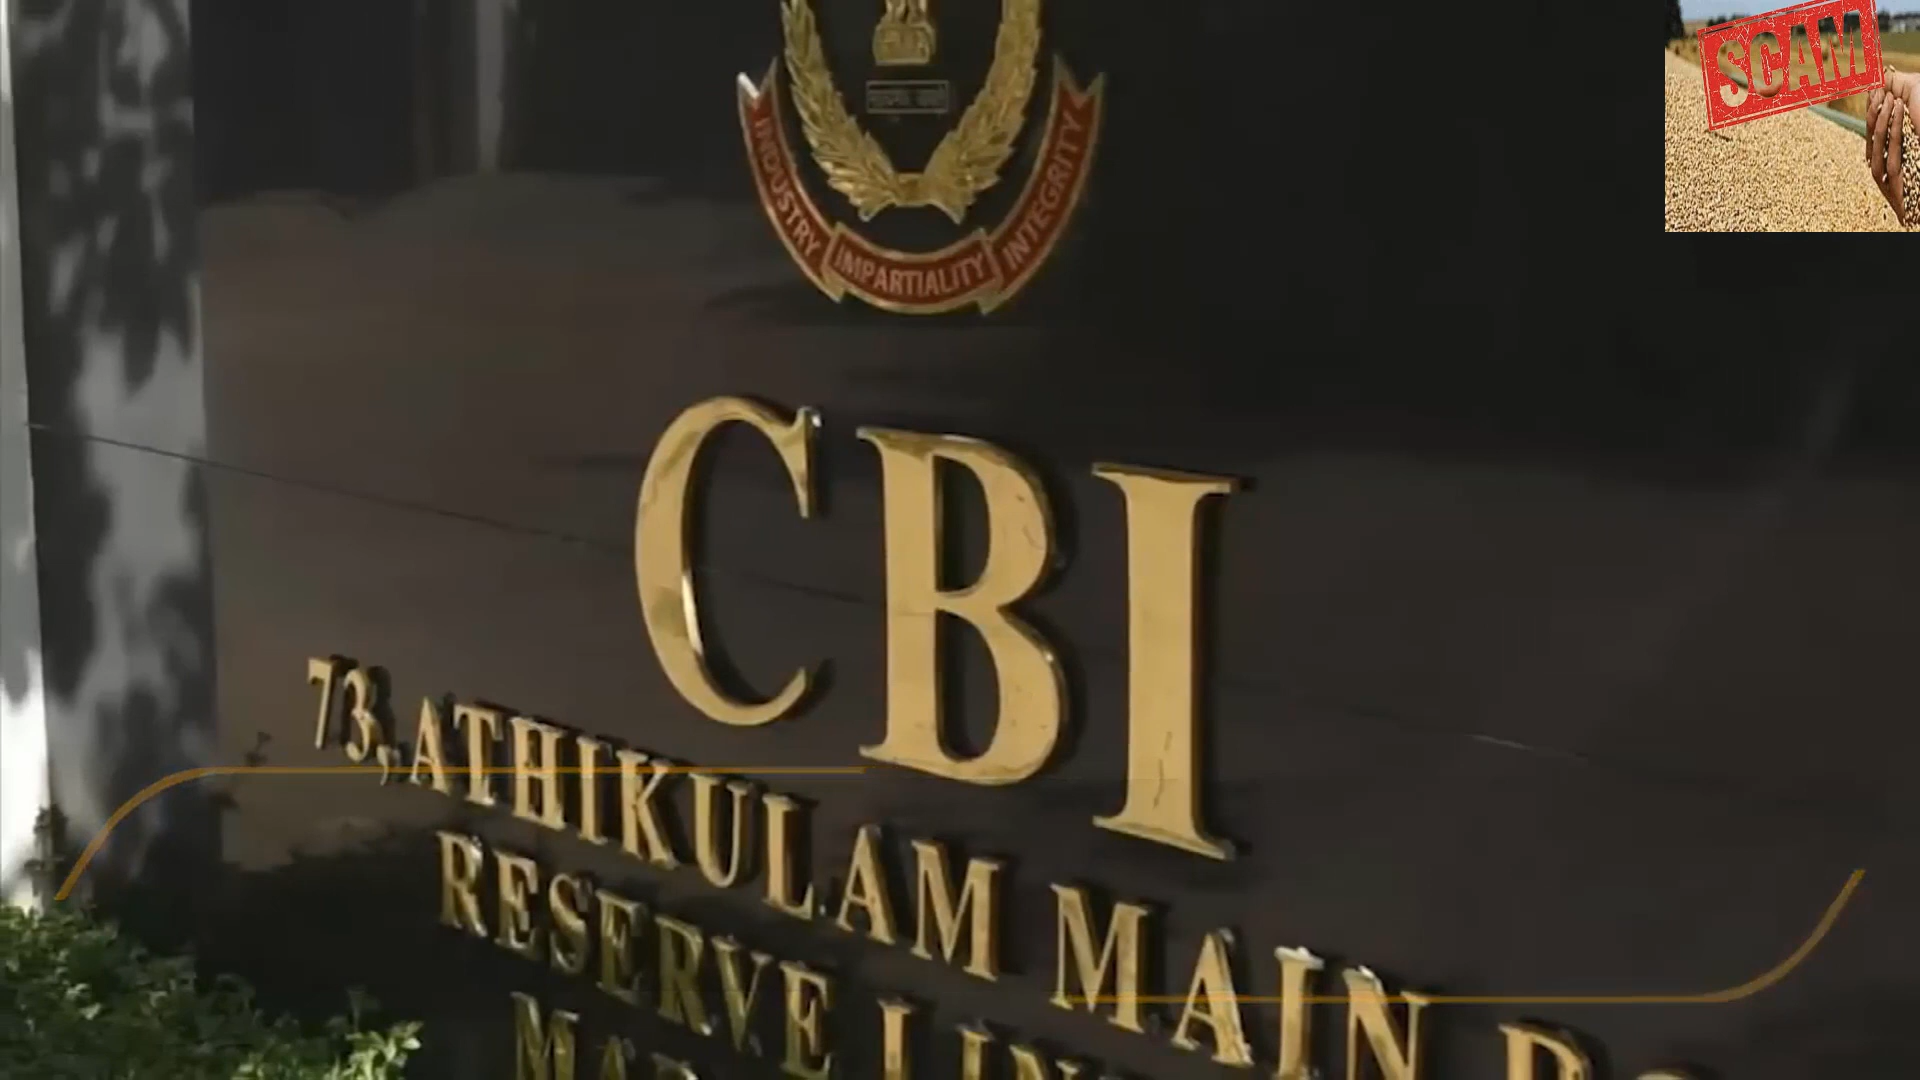 SCAM
INDUSTRY IMPARTIALITY INTEGRITY
CBI
73, ATHIKULAM MAIN
RESERVE